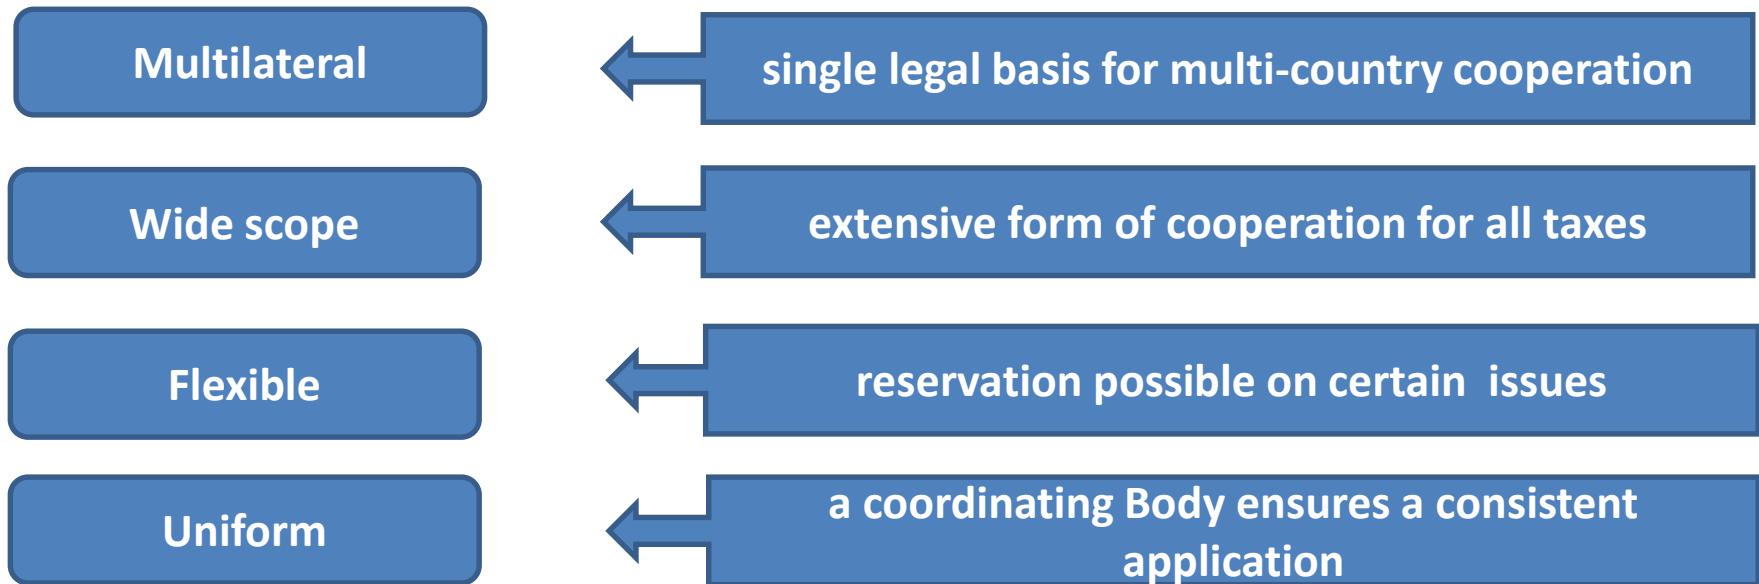 Multilateral
single legal basis for multi-country cooperation
Wide scope
extensive form of cooperation for all taxes
Flexible
reservation possible on certain  issues
Uniform
a coordinating Body ensures a consistent
application